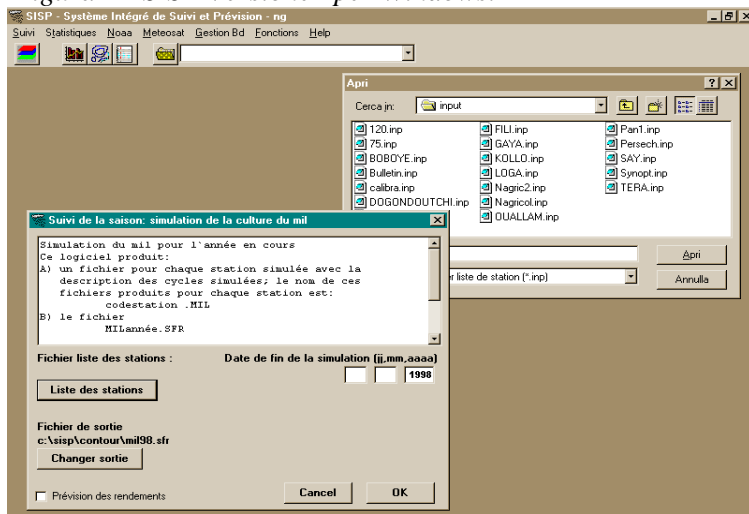 SISP - Système Intégré de Suivi et Prévision - ng
Suivi Statistiques Noaa Meteosat Gestion Bd Fonctions Help
Apri
Cerca in: input
120.inp
75.inp
BOBOYE.inp
Bulletin.inp
calibra.inp
DOGONDOUTCHI.inp
FILI.inp
GAYA.inp
KOLLO.inp
LOGA.inp
Nagric2.inp
Nagricol.inp
OUALLAM.inp
Pan1.inp
Persech.inp
SAY.inp
Synopt.inp
TERA.inp
Apri
r liste de station (*.inp)
Annulla
Suivi de la saison: simulation de la culture du mil
Simulation du mil pour l'année en cours
Ce logiciel produit:
A) un fichier pour chaque station simulée avec la
description des cycles simulées; le nom de ces
fichiers produits pour chaque station est:
codestation .MIL
B) le fichier
MILannée.SFR
Fichier liste des stations : Date de fin de la simulation (jj,mm,aaaa)
1998
Liste des stations
Fichier de sortie
c:\sisp\contour\mil98.sfr
Changer sortie
Prévision des rendements
Cancel
OK